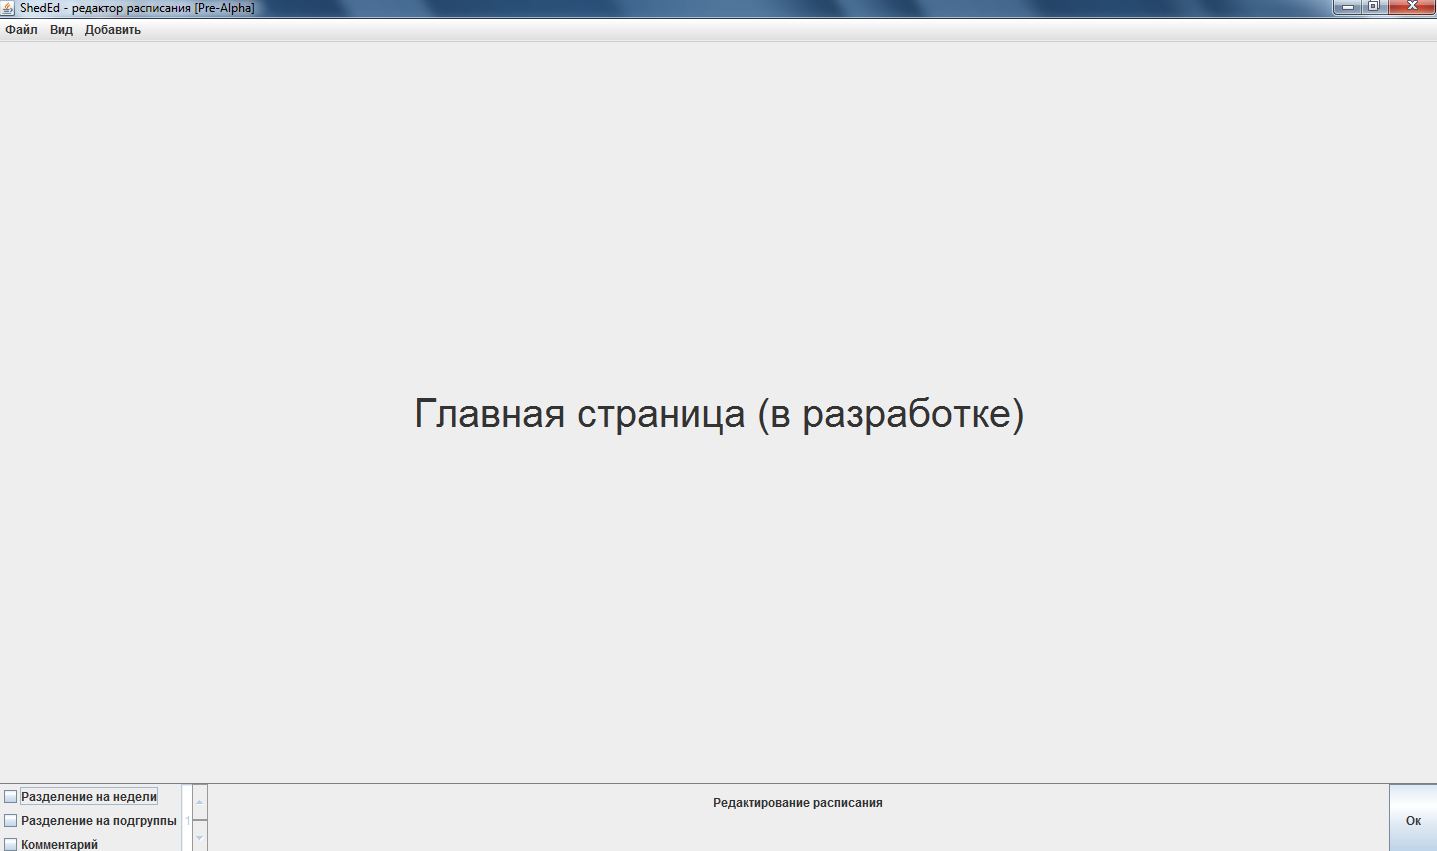 ShedEd - редактор расписания [Pre-Alpha]
Файл Вид Добавить
Главная страница (в разработке)
Разделение на недели
Разделение на подгруппы
Комментарий
1
Редактирование расписания
Ок